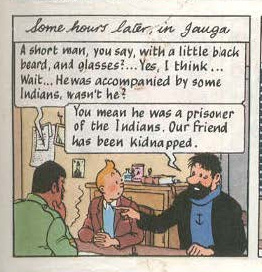 Some hours later, in Jauga
A short man, you say, with a little black
beard, and glasses?... Yes, I think ...
Wait... He was accompanied by some
Indians, wasn't he?
You mean he was a prisoner
of the Indians. Our friend
has been kidnapped.